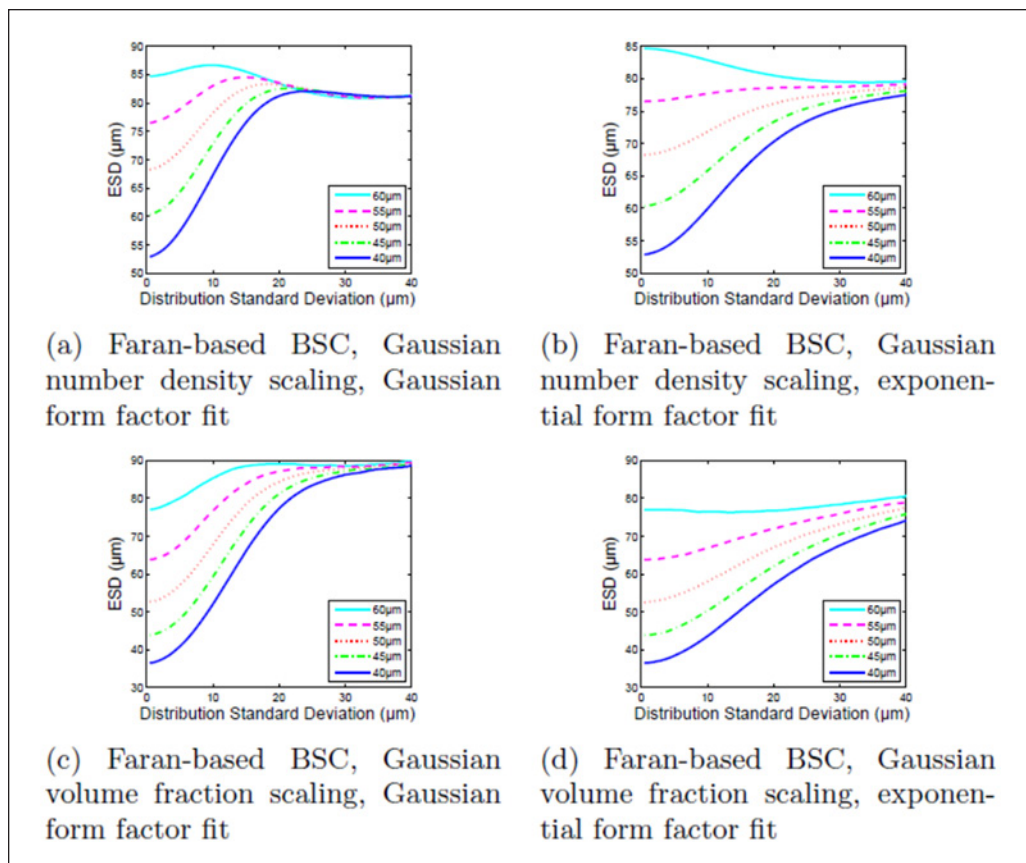 90
85
80
75
70
65
60
55
50
ESD (µm)
0 10 20 30 40
Distribution Standard Deviation (µm)
60µm
55µm
50µm
45µm
40µm
85
80
75
70
65
60
55
50
ESD (µm)
0 10 20 30 40
Distribution Standard Deviation (µm)
60µm
55µm
50µm
45µm
40µm
(a) Faran-based BSC, Gaussian
number density scaling, Gaussian
form factor fit
(b) Faran-based BSC, Gaussian
number density scaling, exponen-
tial form factor fit
90
80
70
60
50
40
30
ESD (µm)
0 10 20 30 40
Distribution Standard Deviation (µm)
60µm
55µm
50µm
45µm
40µm
90
80
70
60
50
40
30
ESD (µm)
0 10 20 30 40
Distribution Standard Deviation (µm)
60µm
55µm
50µm
45µm
40µm
(c) Faran-based BSC, Gaussian
volume fraction scaling, Gaussian
form factor fit
(d) Faran-based BSC, Gaussian
volume fraction scaling, exponen-
tial form factor fit